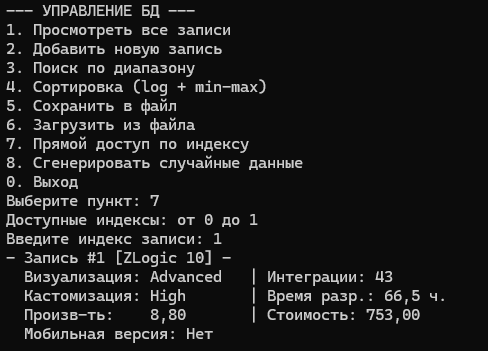 --- УПРАВЛЕНИЕ БД ---
1. Просмотреть все записи
2. Добавить новую запись
3. Поиск по диапазону
4. Сортировка (log + min-max)
5. Сохранить в файл
6. Загрузить из файла
7. Прямой доступ по индексу
8. Сгенерировать случайные данные
0. Выход
Выберите пункт: 7
Доступные индексы: от 0 до 1
Введите индекс записи: 1
- Запись #1 [ZLogic 10] -
  Визуализация: Advanced   | Интеграции: 43
  Кастомизация: High       | Время разр.: 66,5 ч.
  Произв-ть:    8,80       | Стоимость: 753,00
  Мобильная версия: Нет